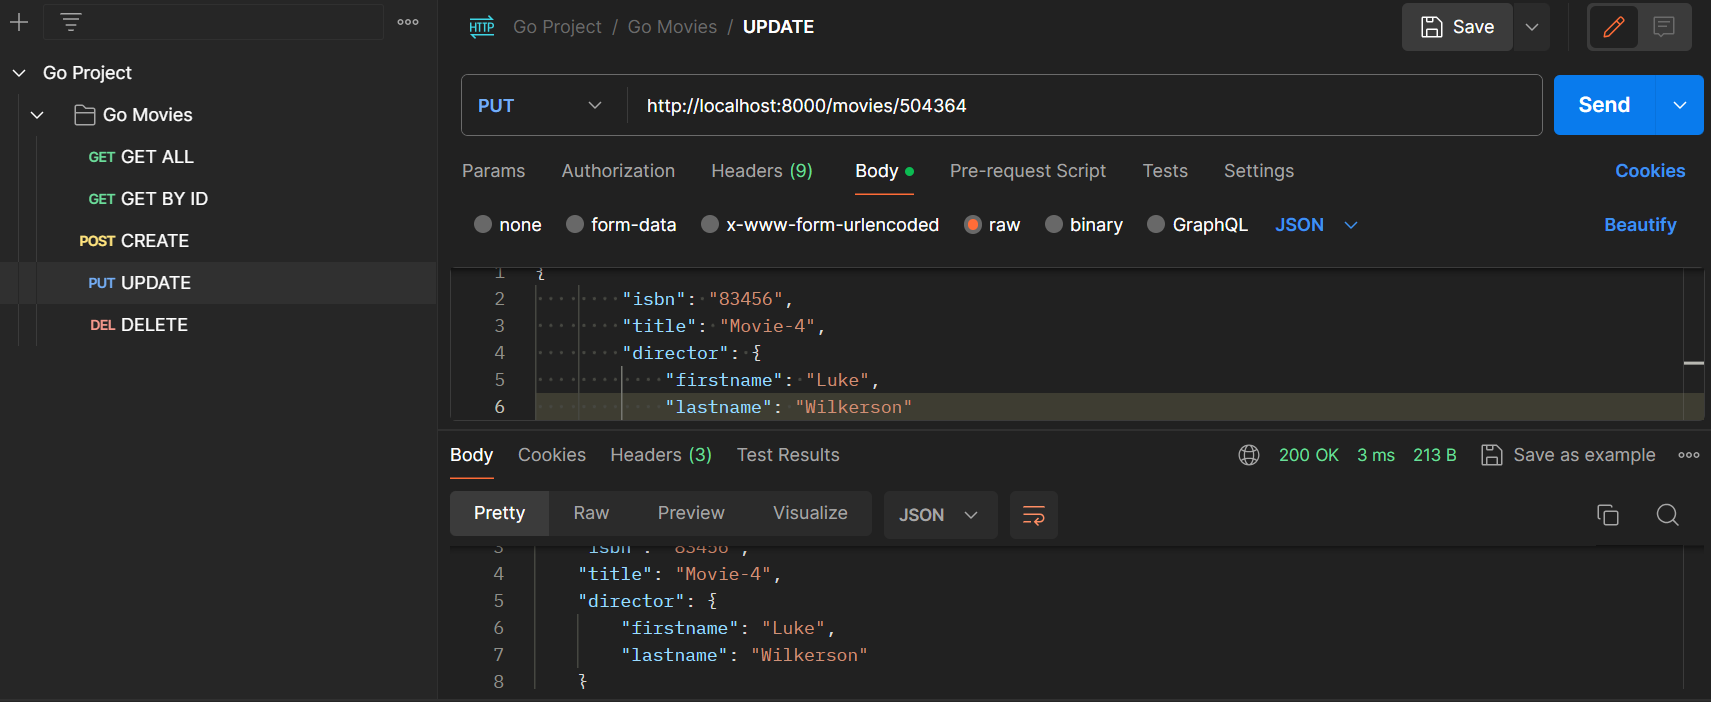 HTTP Go Project / Go Movies / UPDATE
Save
Go Project
Go Movies
GET GET ALL
GET GET BY ID
POST CREATE
PUT UPDATE
DEL DELETE
PUT http://localhost:8000/movies/504364 Send
Params Authorization Headers (9) Body Pre-request Script Tests Settings Cookies
none form-data x-www-form-urlencoded raw binary GraphQL JSON Beautify
1 {
2 "isbn": "83456",
3 "title": "Movie-4",
4 "director": {
5 "firstname": "Luke",
6 "lastname": "Wilkerson"
Body Cookies Headers (3) Test Results 200 OK 3 ms 213 B Save as example
Pretty Raw Preview Visualize JSON
3 "isbn": "83456",
4 "title": "Movie-4",
5 "director": {
6 "firstname": "Luke",
7 "lastname": "Wilkerson"
8 }